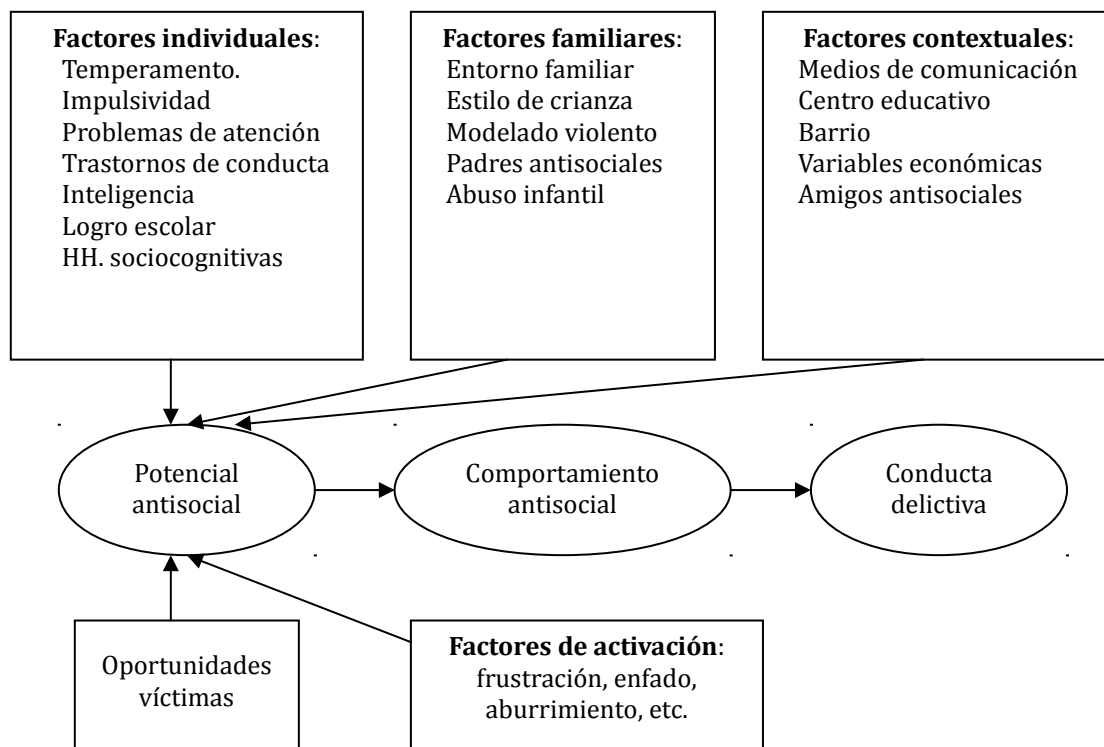 Factores individuales:
Temperamento.
Impulsividad
Problemas de atención
Trastornos de conducta
Inteligencia
Logro escolar
HH. sociocognitivas
Factores familiares:
Entorno familiar
Estilo de crianza
Modelado violento
Padres antisociales
Abuso infantil
Factores contextuales:
Medios de comunicación
Centro educativo
Barrio
Variables económicas
Amigos antisociales
Potencial
antisocial
Comportamiento
antisocial
Conducta
delictiva
Oportunidades
víctimas
Factores de activación:
frustración, enfado,
aburrimiento, etc.